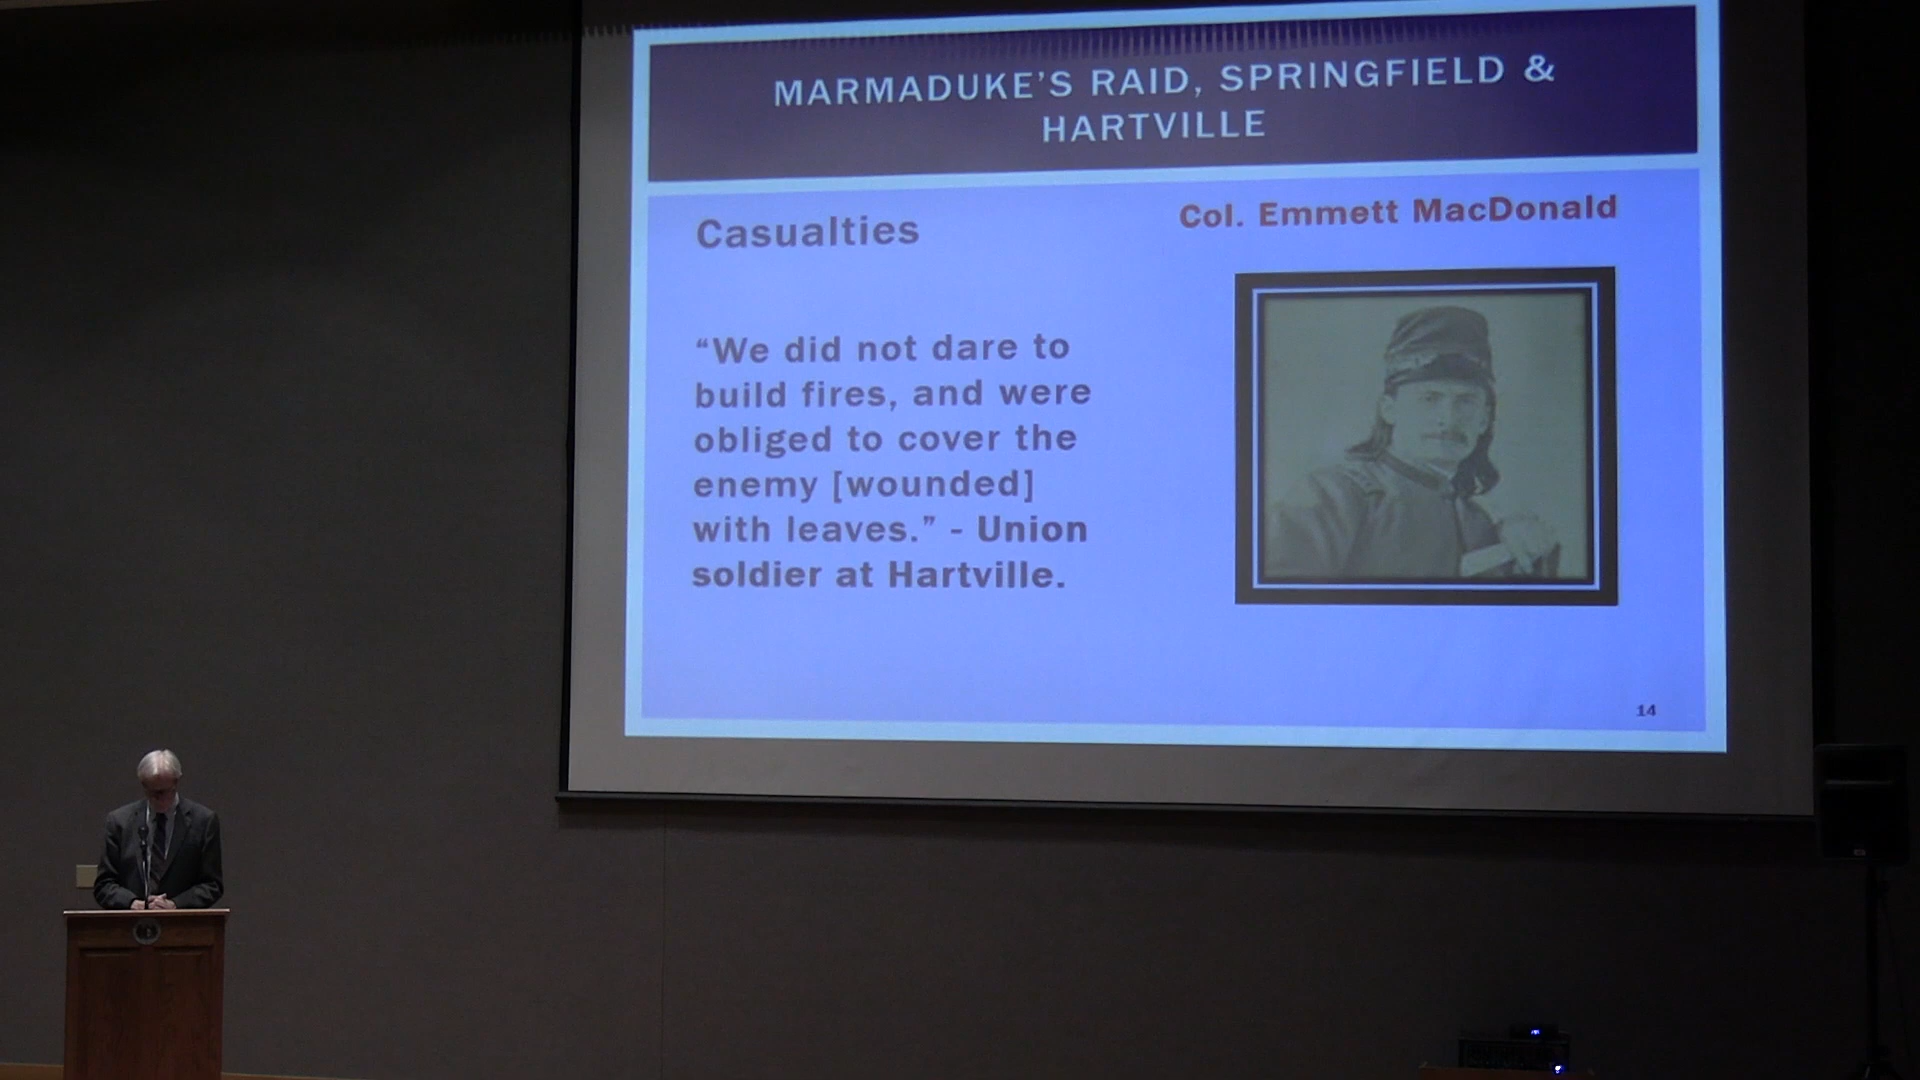 MARMADUKE'S RAID, SPRINGFIELD &
HARTVILLE
Casualties
Col. Emmett MacDonald
“We did not dare to
build fires, and were
obliged to cover the
enemy [wounded]
with leaves.” - Union
soldier at Hartville.
14